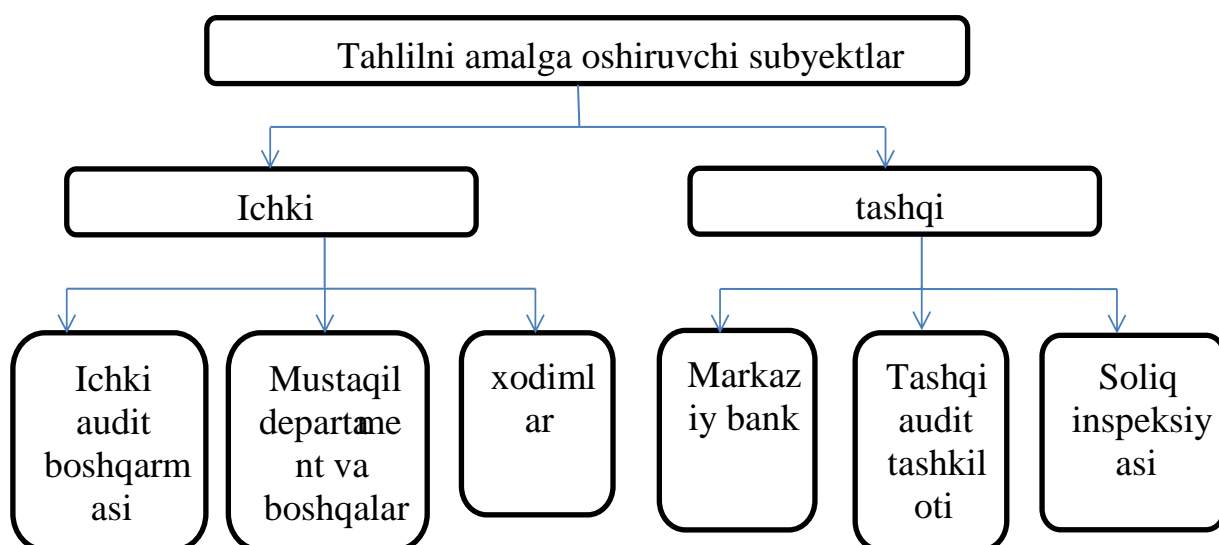 Tahlilni amalga oshiruvchi subyektlar
Ichki
tashqi
Ichki
audit
boshqarm
asi
Mustaqil
departame
nt va
boshqalar
xodiml
ar
Markaz
iy bank
Tashqi
audit
tashkil
oti
Soliq
inspeksiy
asi